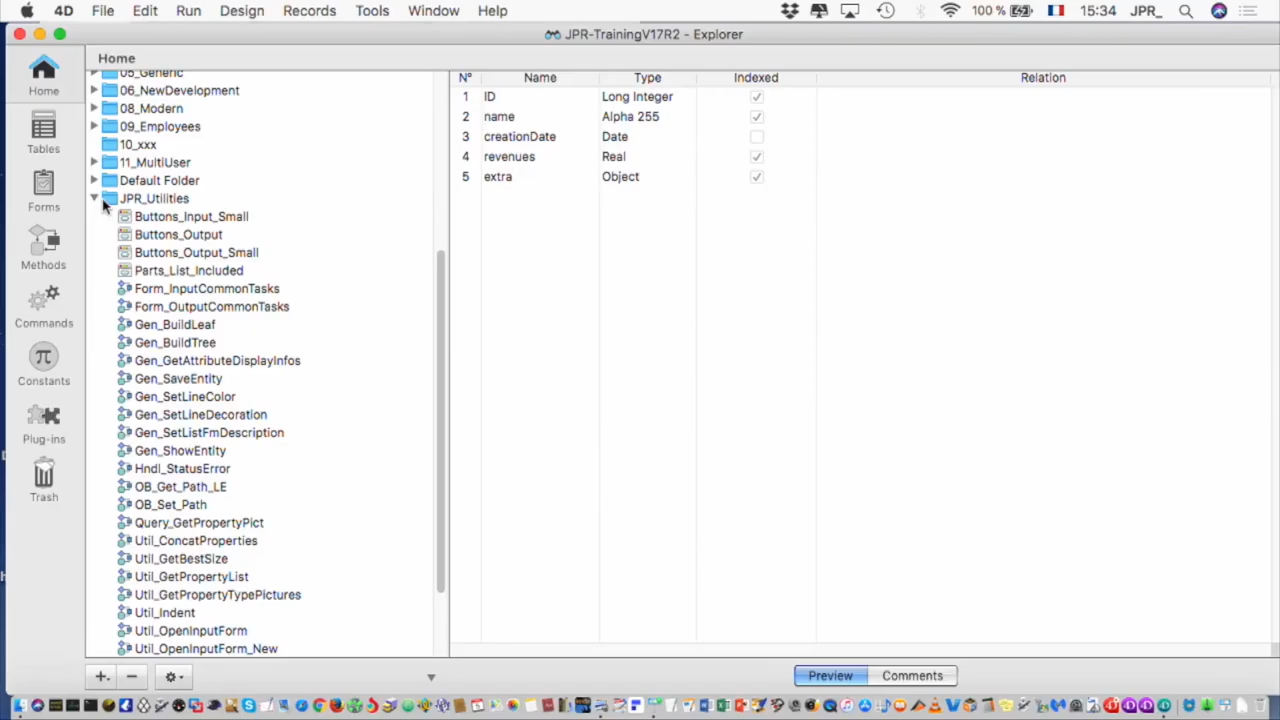 4D File Edit Run Design Records Tools Window Help 100 % 15:34 JPR_
JPR-TrainingV17R2 - Explorer
Home
Home
Tables
Forms
Methods
Commands
π
Constants
Plug-ins
Trash
05_Generic
06_NewDevelopment
08_Modern
09_Employees
10_xxx
11_MultiUser
Default Folder
JPR_Utilities
Buttons_Input_Small
Buttons_Output
Buttons_Output_Small
Parts_List_Included
Form_InputCommonTasks
Form_OutputCommonTasks
Gen_BuildLeaf
Gen_BuildTree
Gen_GetAttributeDisplayInfos
Gen_SaveEntity
Gen_SetLineColor
Gen_SetLineDecoration
Gen_SetListFmDescription
Gen_ShowEntity
Hndl_StatusError
OB_Get_Path_LE
OB_Set_Path
Query_GetPropertyPict
Util_ConcatProperties
Util_GetBestSize
Util_GetPropertyList
Util_GetPropertyTypePictures
Util_Indent
Util_OpenInputForm
Util_OpenInputForm_New
N° Name Type Indexed Relation
1 ID Long Integer
2 name Alpha 255
3 creationDate Date
4 revenues Real
5 extra Object
Preview Comments